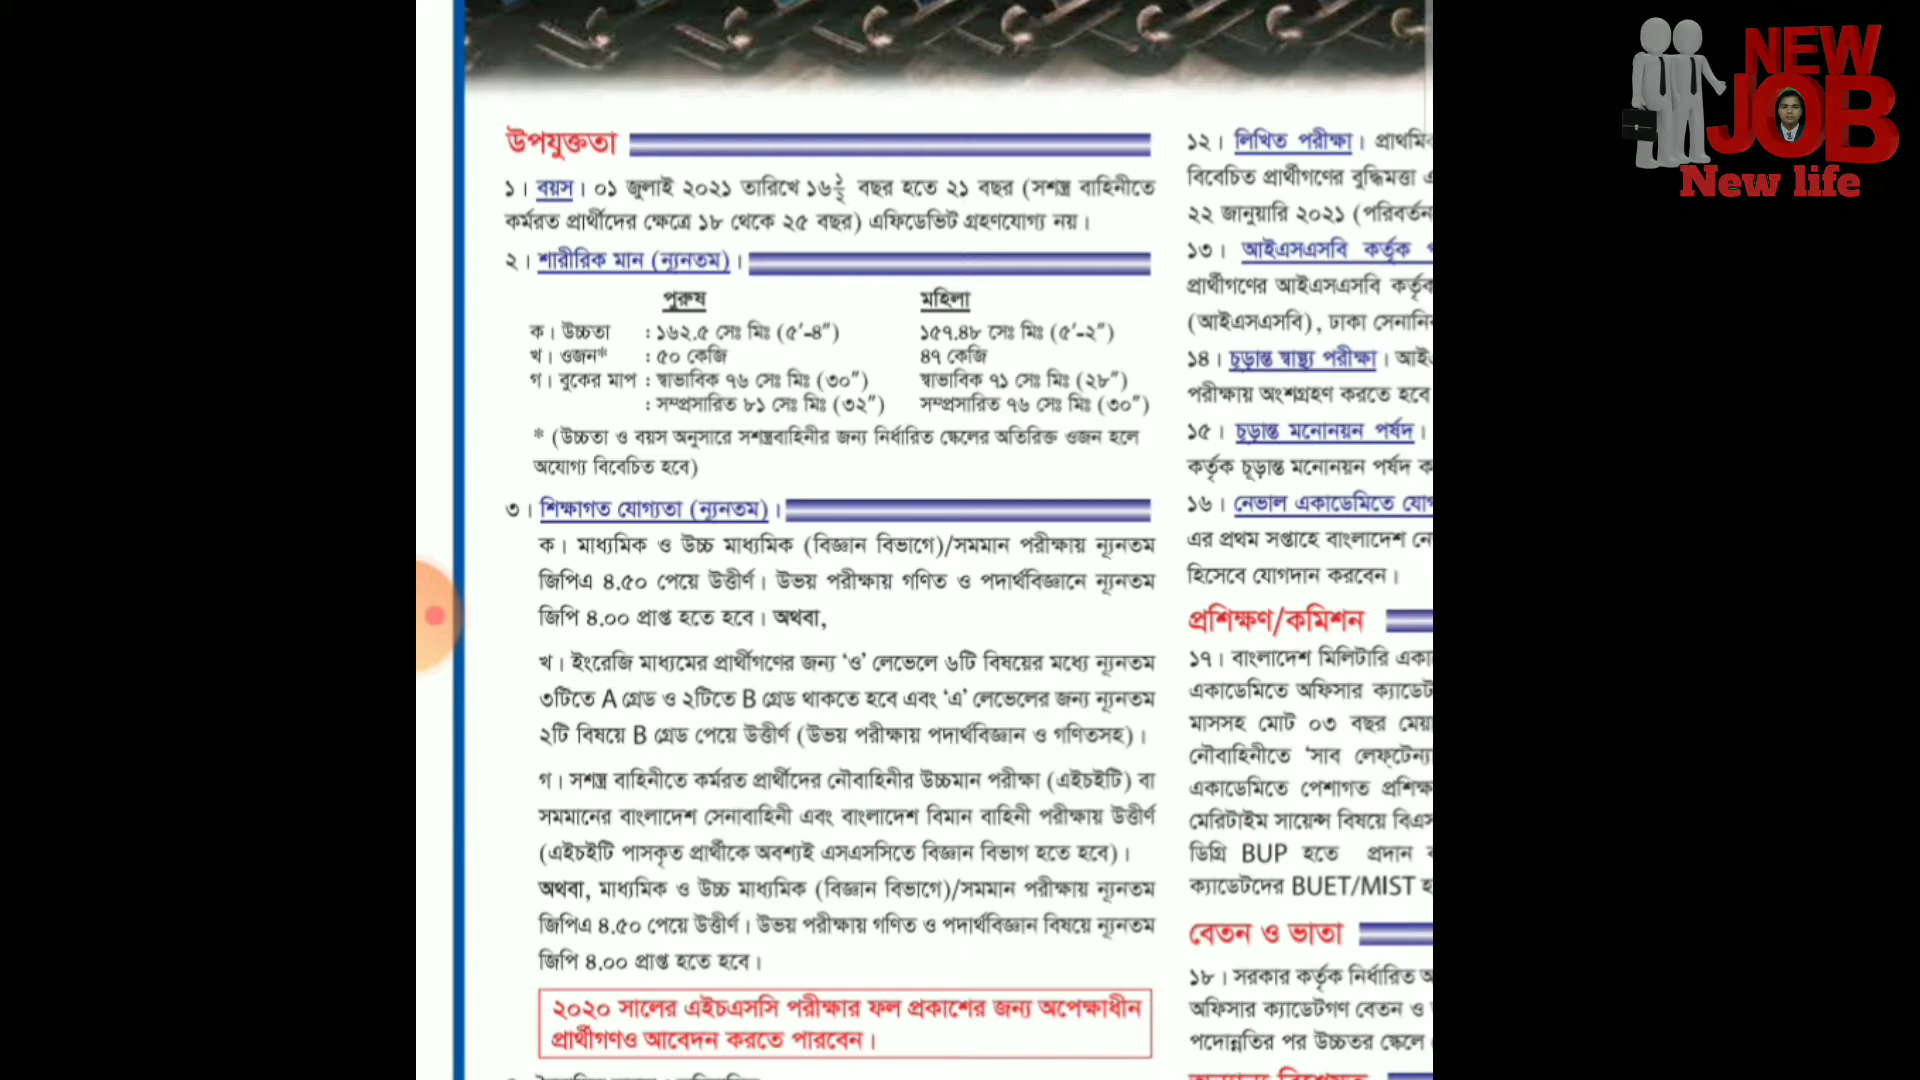 উপযুক্ততা
১। বয়স। ০১ জুলাই ২০২১ তারিখে ১৬ ১/২ বছর হতে ২১ বছর (সশস্ত্র বাহিনীতে
কর্মরত প্রার্থীদের ক্ষেত্রে ১৮ থেকে ২৫ বছর) এফিডেভিট গ্রহণযোগ্য নয়।
২। শারীরিক মান (ন্যূনতম)।
পুরুষ মহিলা
ক। উচ্চতা : ১৬২.৫ সেঃ মিঃ (৫′-৪″) ১৫৭.৪৮ সেঃ মিঃ (৫′-২″)
খ। ওজন* : ৫০ কেজি ৪৭ কেজি
গ। বুকের মাপ : স্বাভাবিক ৭৬ সেঃ মিঃ (৩০″) স্বাভাবিক ৭১ সেঃ মিঃ (২৮″)
: সম্প্রসারিত ৮১ সেঃ মিঃ (৩২″) সম্প্রসারিত ৭৬ সেঃ মিঃ (৩০″)
* (উচ্চতা ও বয়স অনুসারে সশস্ত্রবাহিনীর জন্য নির্ধারিত স্কেলের অতিরিক্ত ওজন হলে
অযোগ্য বিবেচিত হবে)
৩। শিক্ষাগত যোগ্যতা (ন্যূনতম)।
ক। মাধ্যমিক ও উচ্চ মাধ্যমিক (বিজ্ঞান বিভাগে)/সমমান পরীক্ষায় ন্যূনতম
জিপিএ ৪.৫০ পেয়ে উত্তীর্ণ। উভয় পরীক্ষায় গণিত ও পদার্থবিজ্ঞানে ন্যূনতম
জিপি ৪.০০ প্রাপ্ত হতে হবে। অথবা,
খ। ইংরেজি মাধ্যমের প্রার্থীগণের জন্য ‘ও’ লেভেলে ৬টি বিষয়ের মধ্যে ন্যূনতম
৩টিতে A গ্রেড ও ২টিতে B গ্রেড থাকতে হবে এবং ‘এ’ লেভেলের জন্য ন্যূনতম
২টি বিষয়ে B গ্রেড পেয়ে উত্তীর্ণ (উভয় পরীক্ষায় পদার্থবিজ্ঞান ও গণিতসহ)।
গ। সশস্ত্র বাহিনীতে কর্মরত প্রার্থীদের নৌবাহিনীর উচ্চমান পরীক্ষা (এইচইটি) বা
সমমানের বাংলাদেশ সেনাবাহিনী এবং বাংলাদেশ বিমান বাহিনী পরীক্ষায় উত্তীর্ণ
(এইচইটি পাসকৃত প্রার্থীকে অবশ্যই এসএসসিতে বিজ্ঞান বিভাগ হতে হবে)।
অথবা, মাধ্যমিক ও উচ্চ মাধ্যমিক (বিজ্ঞান বিভাগে)/সমমান পরীক্ষায় ন্যূনতম
জিপিএ ৪.৫০ পেয়ে উত্তীর্ণ। উভয় পরীক্ষায় গণিত ও পদার্থবিজ্ঞান বিষয়ে ন্যূনতম
জিপি ৪.০০ প্রাপ্ত হতে হবে।
২০২০ সালের এইচএসসি পরীক্ষার ফল প্রকাশের জন্য অপেক্ষাধীন
প্রার্থীগণও আবেদন করতে পারবেন।
১২। লিখিত পরীক্ষা। প্রাথমি
বিবেচিত প্রার্থীগণের বুদ্ধিমত্তা
২২ জানুয়ারি ২০২১ (পরিবর্তন
১৩। আইএসএসবি কর্তৃক
প্রার্থীগণের আইএসএসবি কর্তৃক
(আইএসএসবি), ঢাকা সেনানি
১৪। চূড়ান্ত স্বাস্থ্য পরীক্ষা। আই
পরীক্ষায় অংশগ্রহণ করতে হবে
১৫। চূড়ান্ত মনোনয়ন পর্ষদ।
কর্তৃক চূড়ান্ত মনোনয়ন পর্ষদ
১৬। নেভাল একাডেমিতে যো
এর প্রথম সপ্তাহে বাংলাদেশ নে
হিসেবে যোগদান করবেন।
প্রশিক্ষণ/কমিশন
১৭। বাংলাদেশ মিলিটারি একা
একাডেমিতে অফিসার ক্যাডেট
মাসসহ মোট ০৩ বছর মেয়া
নৌবাহিনীতে ‘সাব লেফ্টেন্যা
একাডেমিতে পেশাগত প্রশিক্ষ
মেরিটাইম সায়েন্স বিষয়ে বিএস
ডিগ্রি BUP হতে প্রদান
ক্যাডেটদের BUET/MIST
বেতন ও ভাতা
১৮। সরকার কর্তৃক নির্ধারিত
অফিসার ক্যাডেটগণ বেতন ও
পদোন্নতির পর উচ্চতর স্কেলে
NEW
JOB
New life